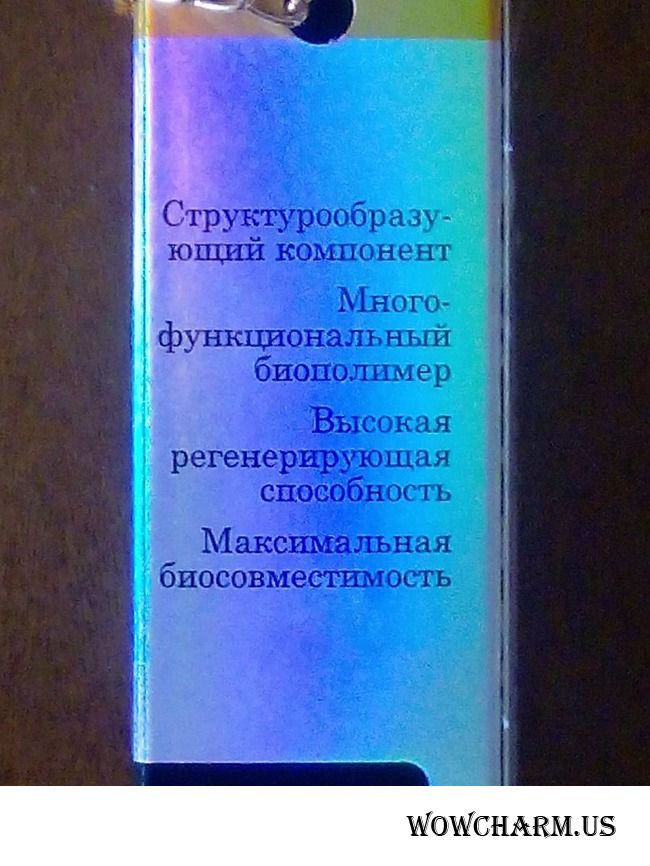 Структурообразу-
ющий компонент
Много-
функциональный
биополимер
Высокая
регенерирующая
способность
Максимальная
биосовместимость
WOWCHARM.US